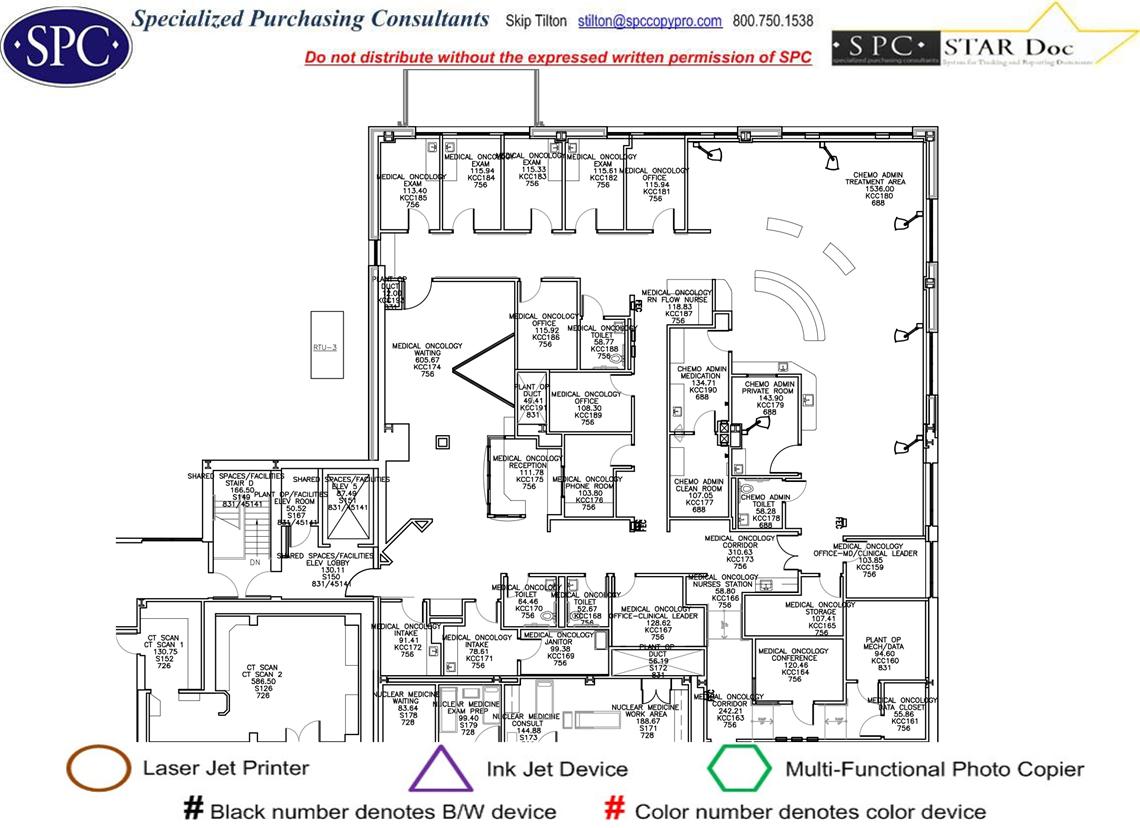 SPC
Specialized Purchasing Consultants Skip Tilton stilton@spccopypro.com 800.750.1538
Do not distribute without the expressed written permission of SPC
SPC STAR Doc
specialized purchasing consultants System for Tracking and Reporting Documents
MEDICAL ONCOLOGY
EXAM
113.40
KCC185
756
MEDICAL ONCOLOGY
EXAM
115.94
KCC184
756
MEDICAL ONCOLOGY
EXAM
115.33
KCC183
756
MEDICAL ONCOLOGY
EXAM
115.61
KCC182
756
MEDICAL ONCOLOGY
OFFICE
115.94
KCC181
756
CHEMO ADMIN
TREATMENT AREA
1536.00
KCC180
688
PLANT OP
DUCT
12.00
KCC193
831
RTU-3
MEDICAL ONCOLOGY
WAITING
605.67
KCC174
756
MEDICAL ONCOLOGY
OFFICE
115.92
KCC186
756
MEDICAL ONCOLOGY
TOILET
58.77
KCC188
756
MEDICAL ONCOLOGY
RN FLOW NURSE
118.83
KCC187
756
PLANT OP
DUCT
49.41
KCC191
831
MEDICAL ONCOLOGY
OFFICE
108.30
KCC189
756
CHEMO ADMIN
MEDICATION
134.71
KCC190
688
CHEMO ADMIN
PRIVATE ROOM
143.90
KCC179
688
MEDICAL ONCOLOGY
RECEPTION
111.78
KCC175
756
MEDICAL ONCOLOGY
PHONE ROOM
103.80
KCC176
756
CHEMO ADMIN
CLEAN ROOM
107.05
KCC177
688
CHEMO ADMIN
TOILET
58.28
KCC178
688
SHARED SPACES/FACILITIES
STAIR D
166.50
S149
831/45141
PLANT OP/FACILITIES
ELEV ROOM
50.52
S167
831/45141
SHARED SPACES/FACILITIES
ELEV 5
87.49
S151
831/45141
DN
SHARED SPACES/FACILITIES
ELEV LOBBY
130.11
S150
831/45141
MEDICAL ONCOLOGY
CORRIDOR
310.63
KCC173
756
MEDICAL ONCOLOGY
OFFICE-MD/CLINICAL LEADER
103.85
KCC159
756
MEDICAL ONCOLOGY
NURSES STATION
58.80
KCC166
756
MEDICAL ONCOLOGY
TOILET
64.46
KCC170
756
MEDICAL ONCOLOGY
TOILET
52.67
KCC168
756
MEDICAL ONCOLOGY
OFFICE-CLINICAL LEADER
128.62
KCC167
756
MEDICAL ONCOLOGY
STORAGE
107.41
KCC165
756
CT SCAN
CT SCAN 1
130.75
S152
726
CT SCAN
CT SCAN 2
586.50
S126
726
MEDICAL ONCOLOGY
INTAKE
91.41
KCC172
756
MEDICAL ONCOLOGY
INTAKE
78.61
KCC171
756
MEDICAL ONCOLOGY
JANITOR
99.38
KCC169
756
PLANT OP
DUCT
56.19
S172
831
MEDICAL ONCOLOGY
CONFERENCE
120.46
KCC164
756
PLANT OP
MECH/DATA
94.60
KCC160
831
NUCLEAR MEDICINE
WAITING
83.64
S178
728
NUCLEAR MEDICINE
EXAM PREP
99.40
S179
728
NUCLEAR MEDICINE
CONSULT
144.88
S173
NUCLEAR MEDICINE
WORK AREA
188.67
S171
728
MEDICAL ONCOLOGY
CORRIDOR
242.21
KCC163
756
MEDICAL ONCOLOGY
DATA CLOSET
55.86
KCC161
756
Laser Jet Printer
Ink Jet Device
Multi-Functional Photo Copier
# Black number denotes B/W device
# Color number denotes color device